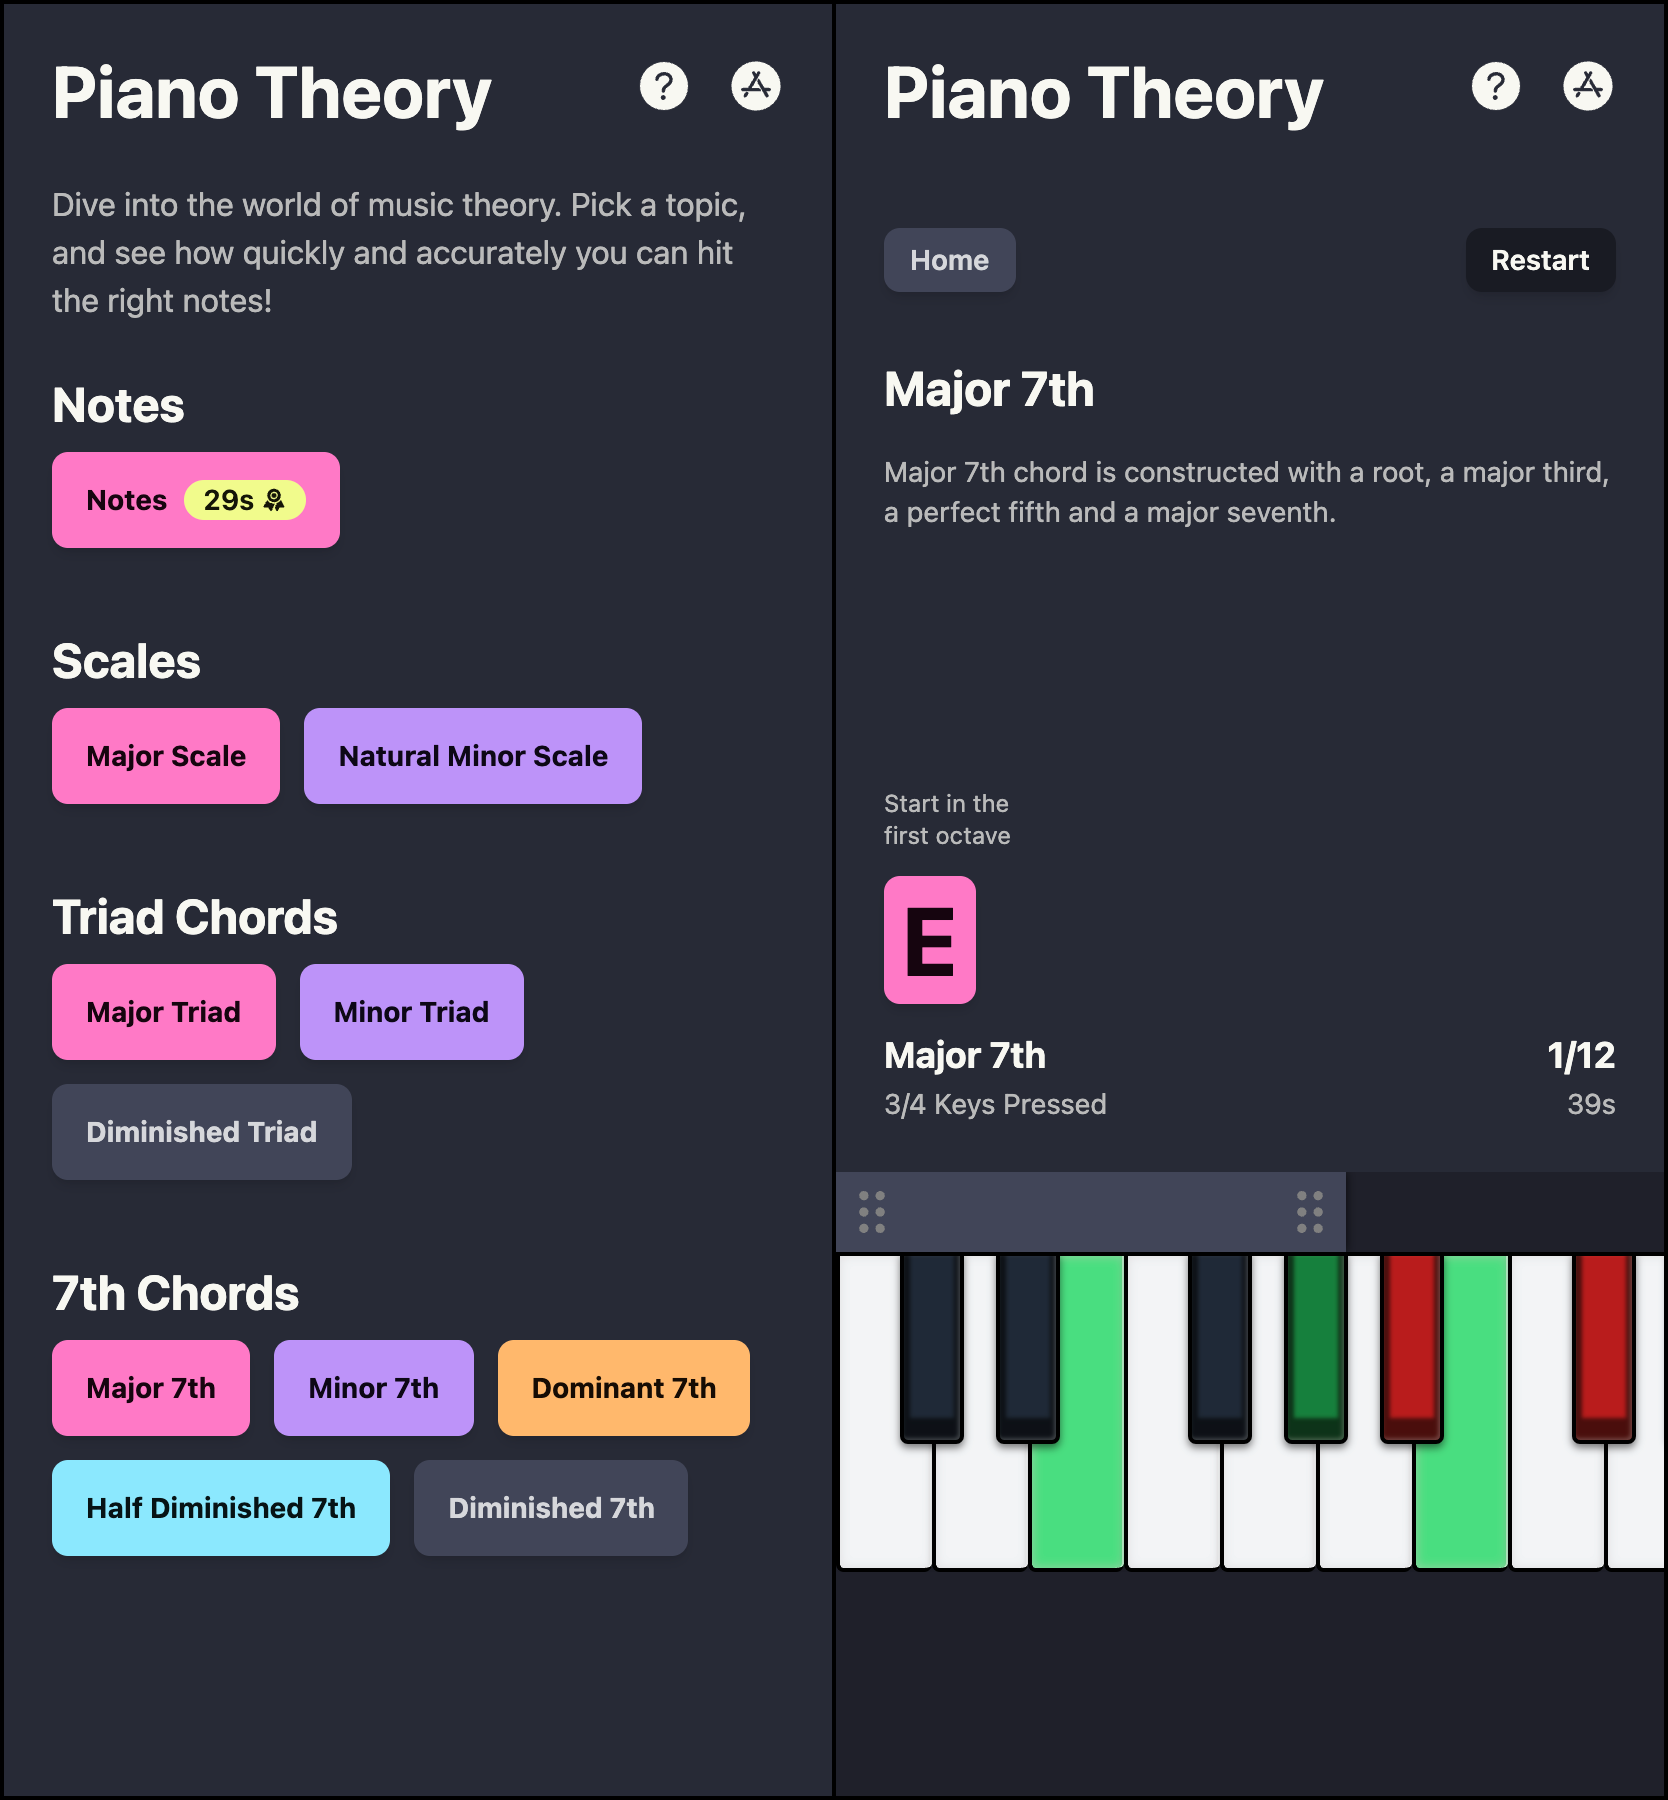 Piano Theory
Dive into the world of music theory. Pick a topic,
and see how quickly and accurately you can hit
the right notes!
Notes
Notes 29s
Scales
Major Scale Natural Minor Scale
Triad Chords
Major Triad Minor Triad
Diminished Triad
7th Chords
Major 7th Minor 7th Dominant 7th
Half Diminished 7th Diminished 7th
Piano Theory
Home Restart
Major 7th
Major 7th chord is constructed with a root, a major third,
a perfect fifth and a major seventh.
Start in the
first octave
E
Major 7th 1/12
3/4 Keys Pressed 39s